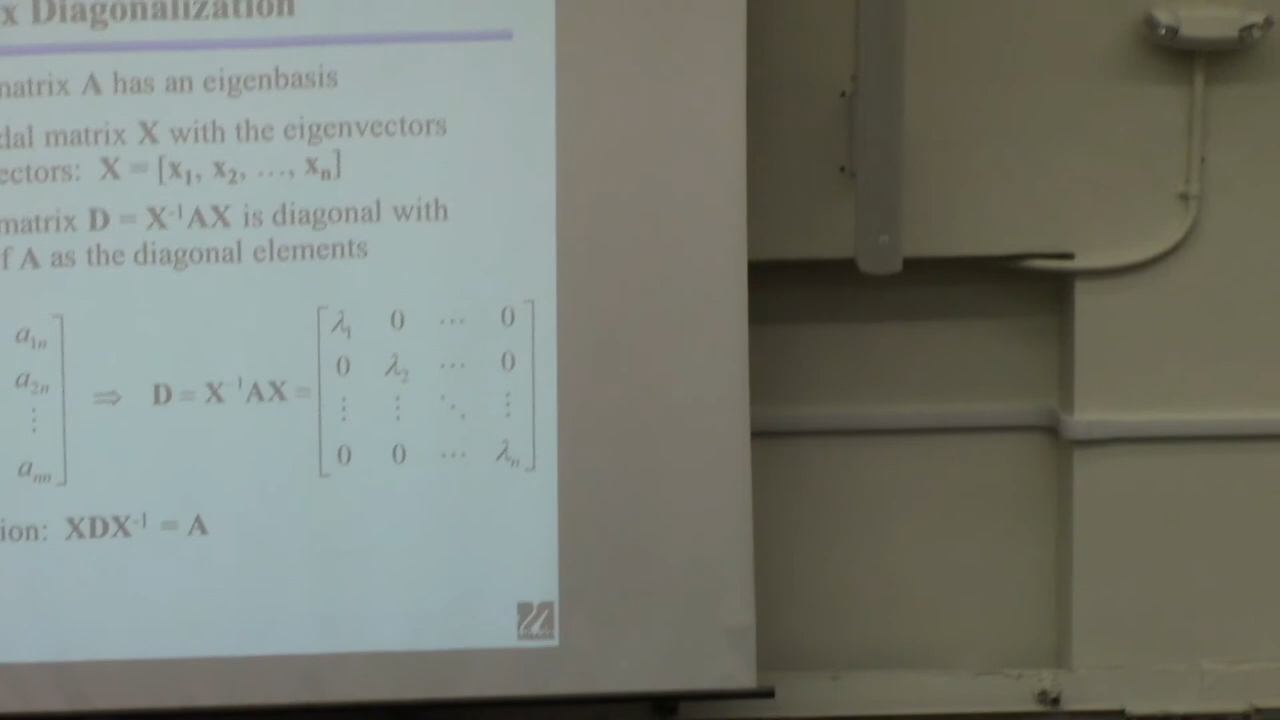 x Diagonalization
matrix A has an eigenbasis
dal matrix X with the eigenvectors
ectors: X = [x₁, x₂, …, xₙ]
matrix D = X⁻¹AX is diagonal with
f A as the diagonal elements
a₁ₙ
a₂ₙ
⋮
aₙₙ
⇒ D = X⁻¹AX =
λ₁ 0 ⋯ 0
0 λ₂ ⋯ 0
⋮ ⋮ ⋱ ⋮
0 0 ⋯ λₙ
ion: XDX⁻¹ = A